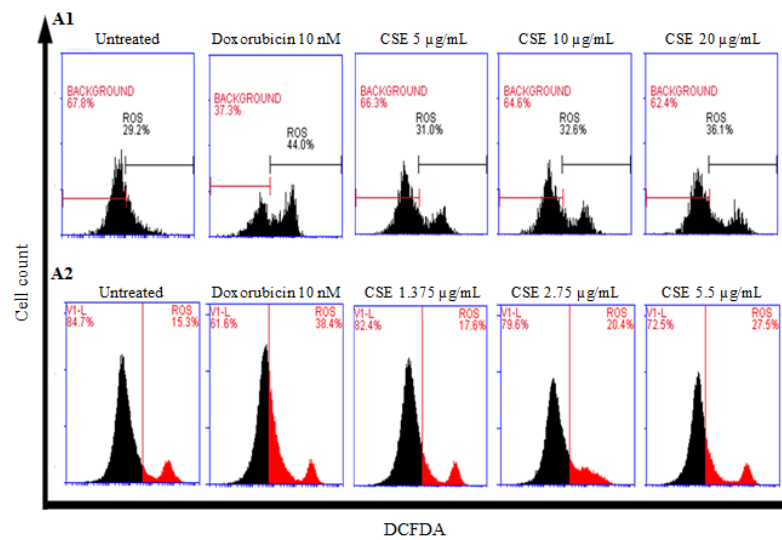 A1
Untreated
Doxorubicin 10 nM
CSE 5 µg/mL
CSE 10 µg/mL
CSE 20 µg/mL
BACKGROUND
67.8%
ROS
29.2%
BACKGROUND
37.3%
ROS
44.0%
BACKGROUND
66.3%
ROS
31.0%
BACKGROUND
64.6%
ROS
32.6%
BACKGROUND
62.4%
ROS
36.1%
Cell count
A2
Untreated
Doxorubicin 10 nM
CSE 1.375 µg/mL
CSE 2.75 µg/mL
CSE 5.5 µg/mL
V1-L ROS
84.7% 15.3%
V1-L ROS
61.6% 38.4%
V1-L ROS
82.4% 17.6%
V1-L ROS
79.6% 20.4%
V1-L ROS
72.5% 27.5%
DCFDA